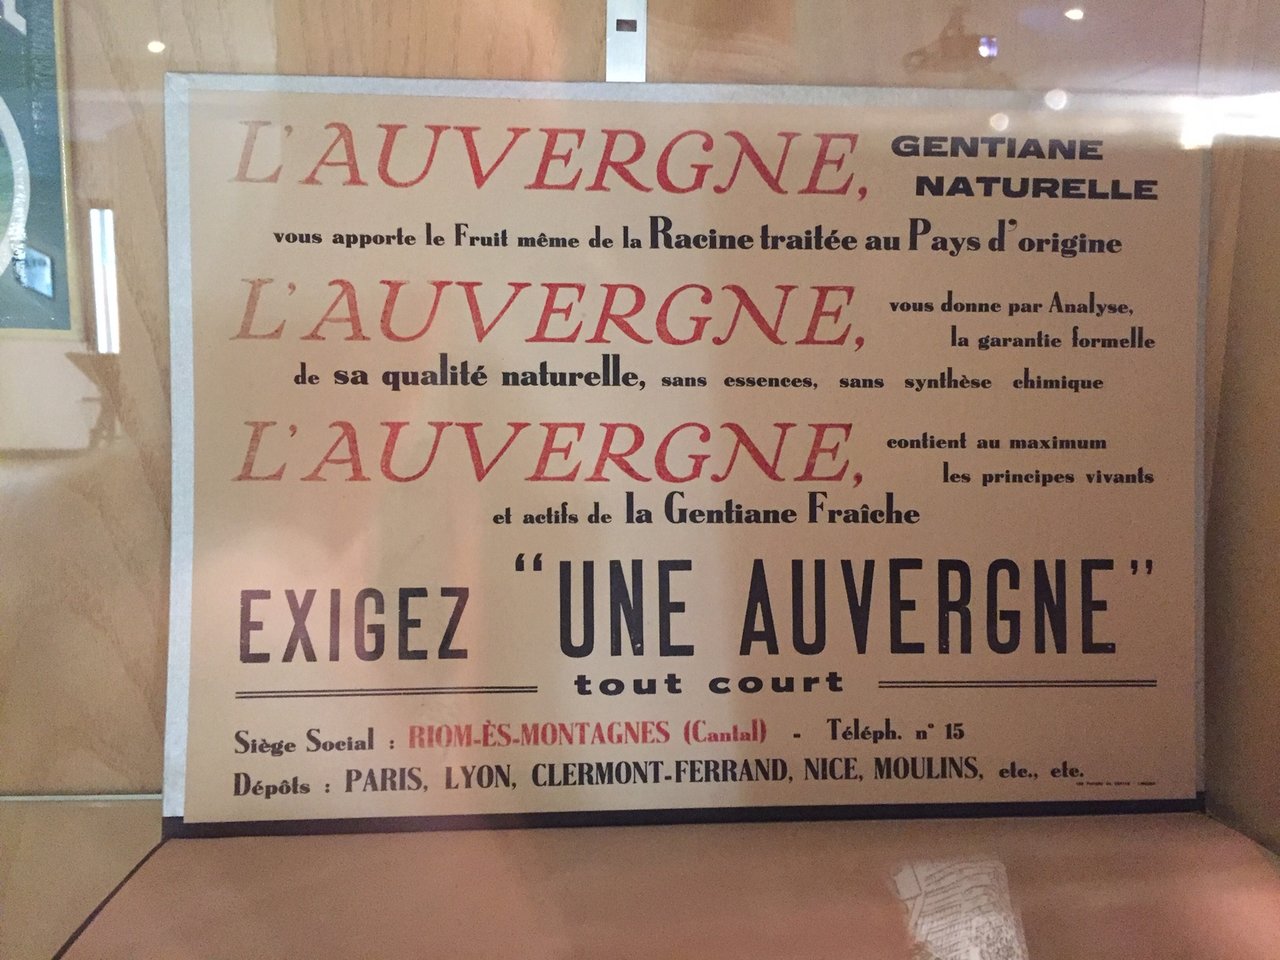 L'AUVERGNE, GENTIANE NATURELLE
vous apporte le Fruit même de la Racine traitée au Pays d'origine
L'AUVERGNE, vous donne par Analyse,
la garantie formelle
de sa qualité naturelle, sans essences, sans synthèse chimique
L'AUVERGNE, contient au maximum
les principes vivants
et actifs de la Gentiane Fraîche
EXIGEZ "UNE AUVERGNE"
tout court
Siège Social : RIOM-ÈS-MONTAGNES (Cantal) - Téléph. n° 15
Dépôts : PARIS, LYON, CLERMONT-FERRAND, NICE, MOULINS, etc., etc.